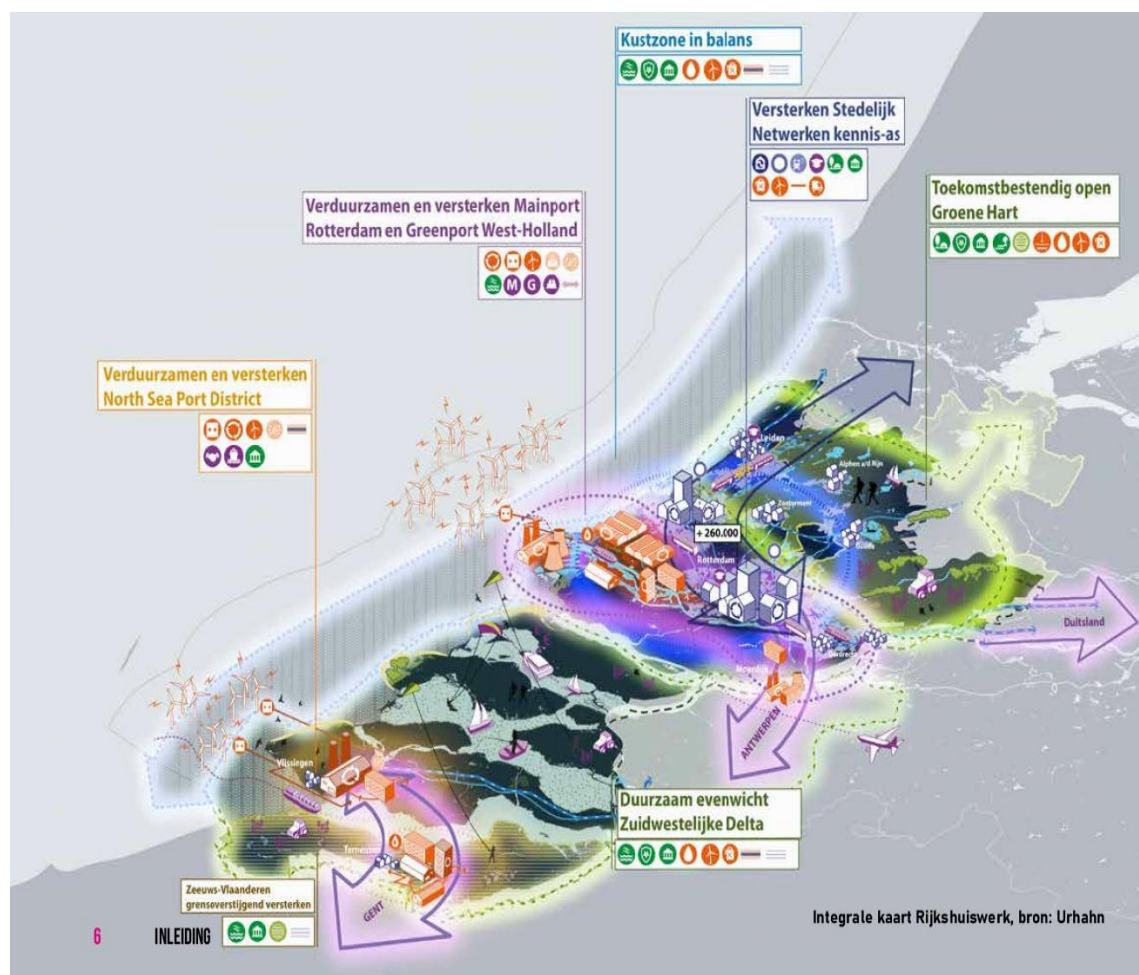 Kustzone in balans
Versterken Stedelijk
Netwerken kennis-as
Toekomstbestendig open
Groene Hart
Verduurzamen en versterken Mainport
Rotterdam en Greenport West-Holland
M G
Verduurzamen en versterken
North Sea Port District
Leiden
Alphen a/d Rijn
Zoetermeer
Gouda
+ 260.000
Rotterdam
Duitsland
Dordrecht
Moerdijk
ANTWERPEN
Vlissingen
Terneuzen
GENT
Duurzaam evenwicht
Zuidwestelijke Delta
Zeeuws-Vlaanderen
grensoverstijgend versterken
Integrale kaart Rijkshuiswerk, bron: Urhahn
6 INLEIDING